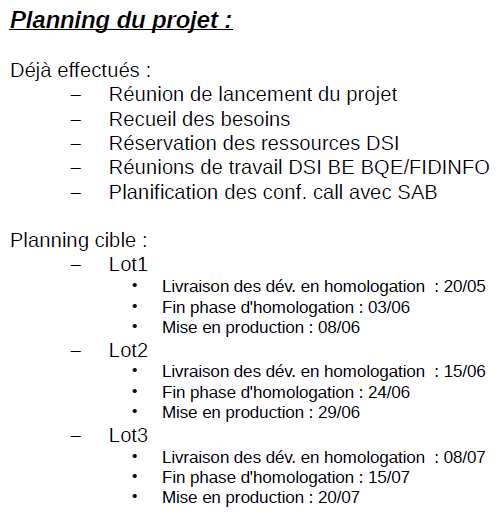 Planning du projet :
Déjà effectués :
– Réunion de lancement du projet
– Recueil des besoins
– Réservation des ressources DSI
– Réunions de travail DSI BE BQE/FIDINFO
– Planification des conf. call avec SAB
Planning cible :
– Lot1
• Livraison des dév. en homologation : 20/05
• Fin phase d'homologation : 03/06
• Mise en production : 08/06
– Lot2
• Livraison des dév. en homologation : 15/06
• Fin phase d'homologation : 24/06
• Mise en production : 29/06
– Lot3
• Livraison des dév. en homologation : 08/07
• Fin phase d'homologation : 15/07
• Mise en production : 20/07